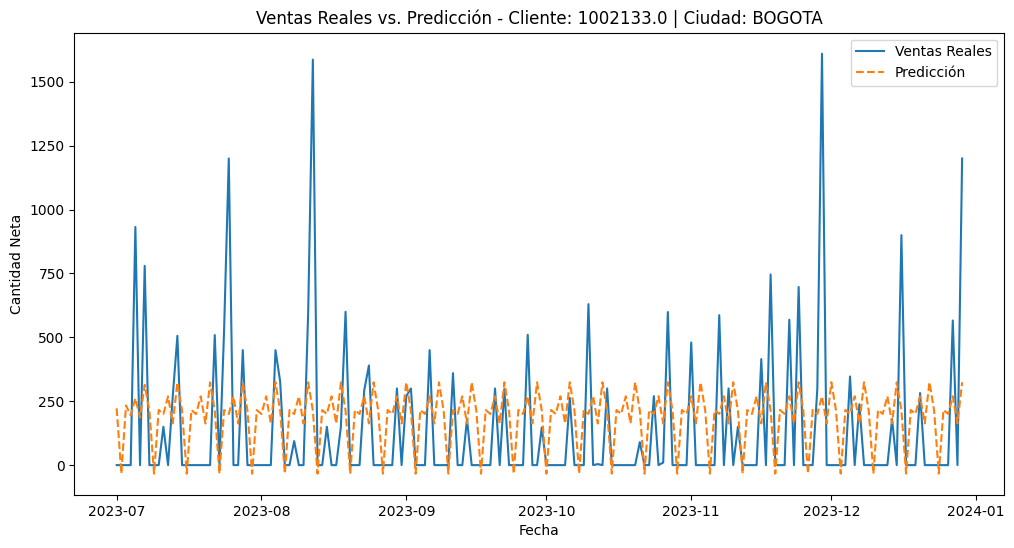 Ventas Reales vs. Predicción - Cliente: 1002133.0 | Ciudad: BOGOTA
Ventas Reales
Predicción
1500
1250
1000
750
500
250
0
Cantidad Neta
2023-07
2023-08
2023-09
2023-10
2023-11
2023-12
2024-01
Fecha